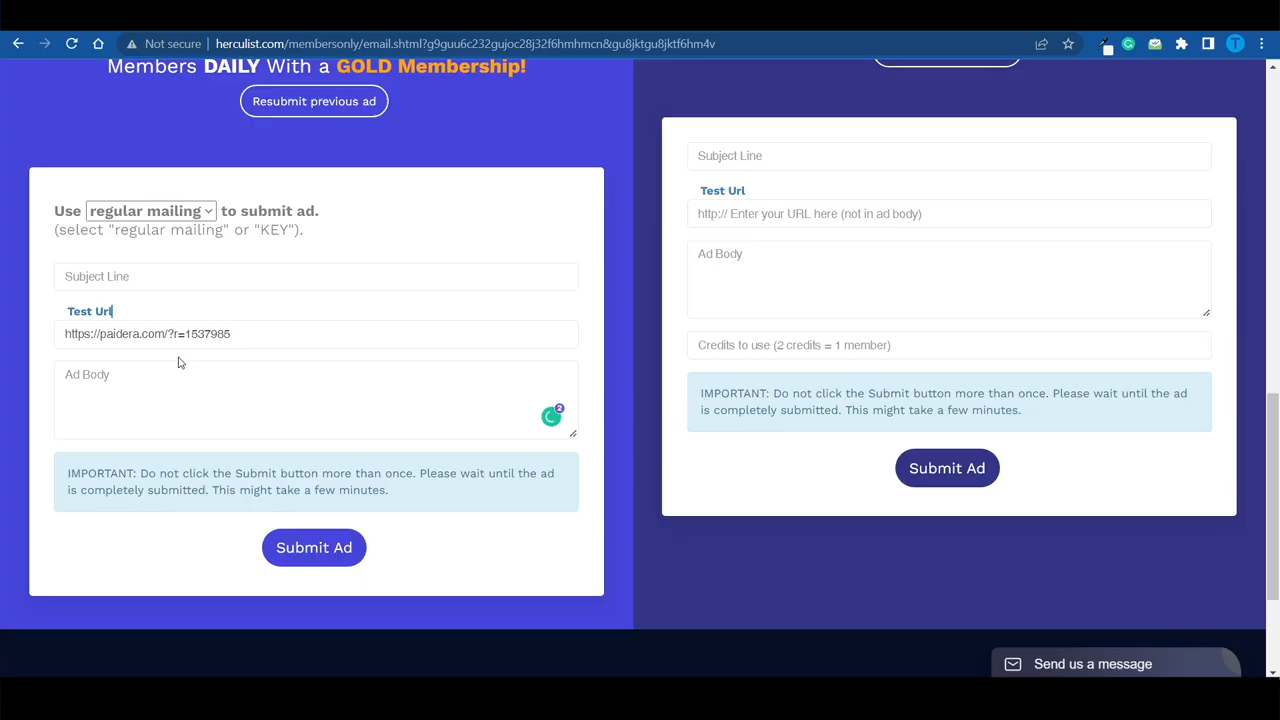 Not secure
herculist.com/membersonly/email.shtml?g9guu6c232gujoc28j32f6hmhmcn&gu8jktgu8jktf6hm4v
T
Members DAILY With a GOLD Membership!
Resubmit previous ad
Use regular mailing to submit ad.
(select "regular mailing" or "KEY").
Subject Line
Test Url
https://paidera.com/?r=1537985
Ad Body
2
IMPORTANT: Do not click the Submit button more than once. Please wait until the ad
is completely submitted. This might take a few minutes.
Submit Ad
Subject Line
Test Url
http:// Enter your URL here (not in ad body)
Ad Body
Credits to use (2 credits = 1 member)
IMPORTANT: Do not click the Submit button more than once. Please wait until the ad
is completely submitted. This might take a few minutes.
Submit Ad
Send us a message